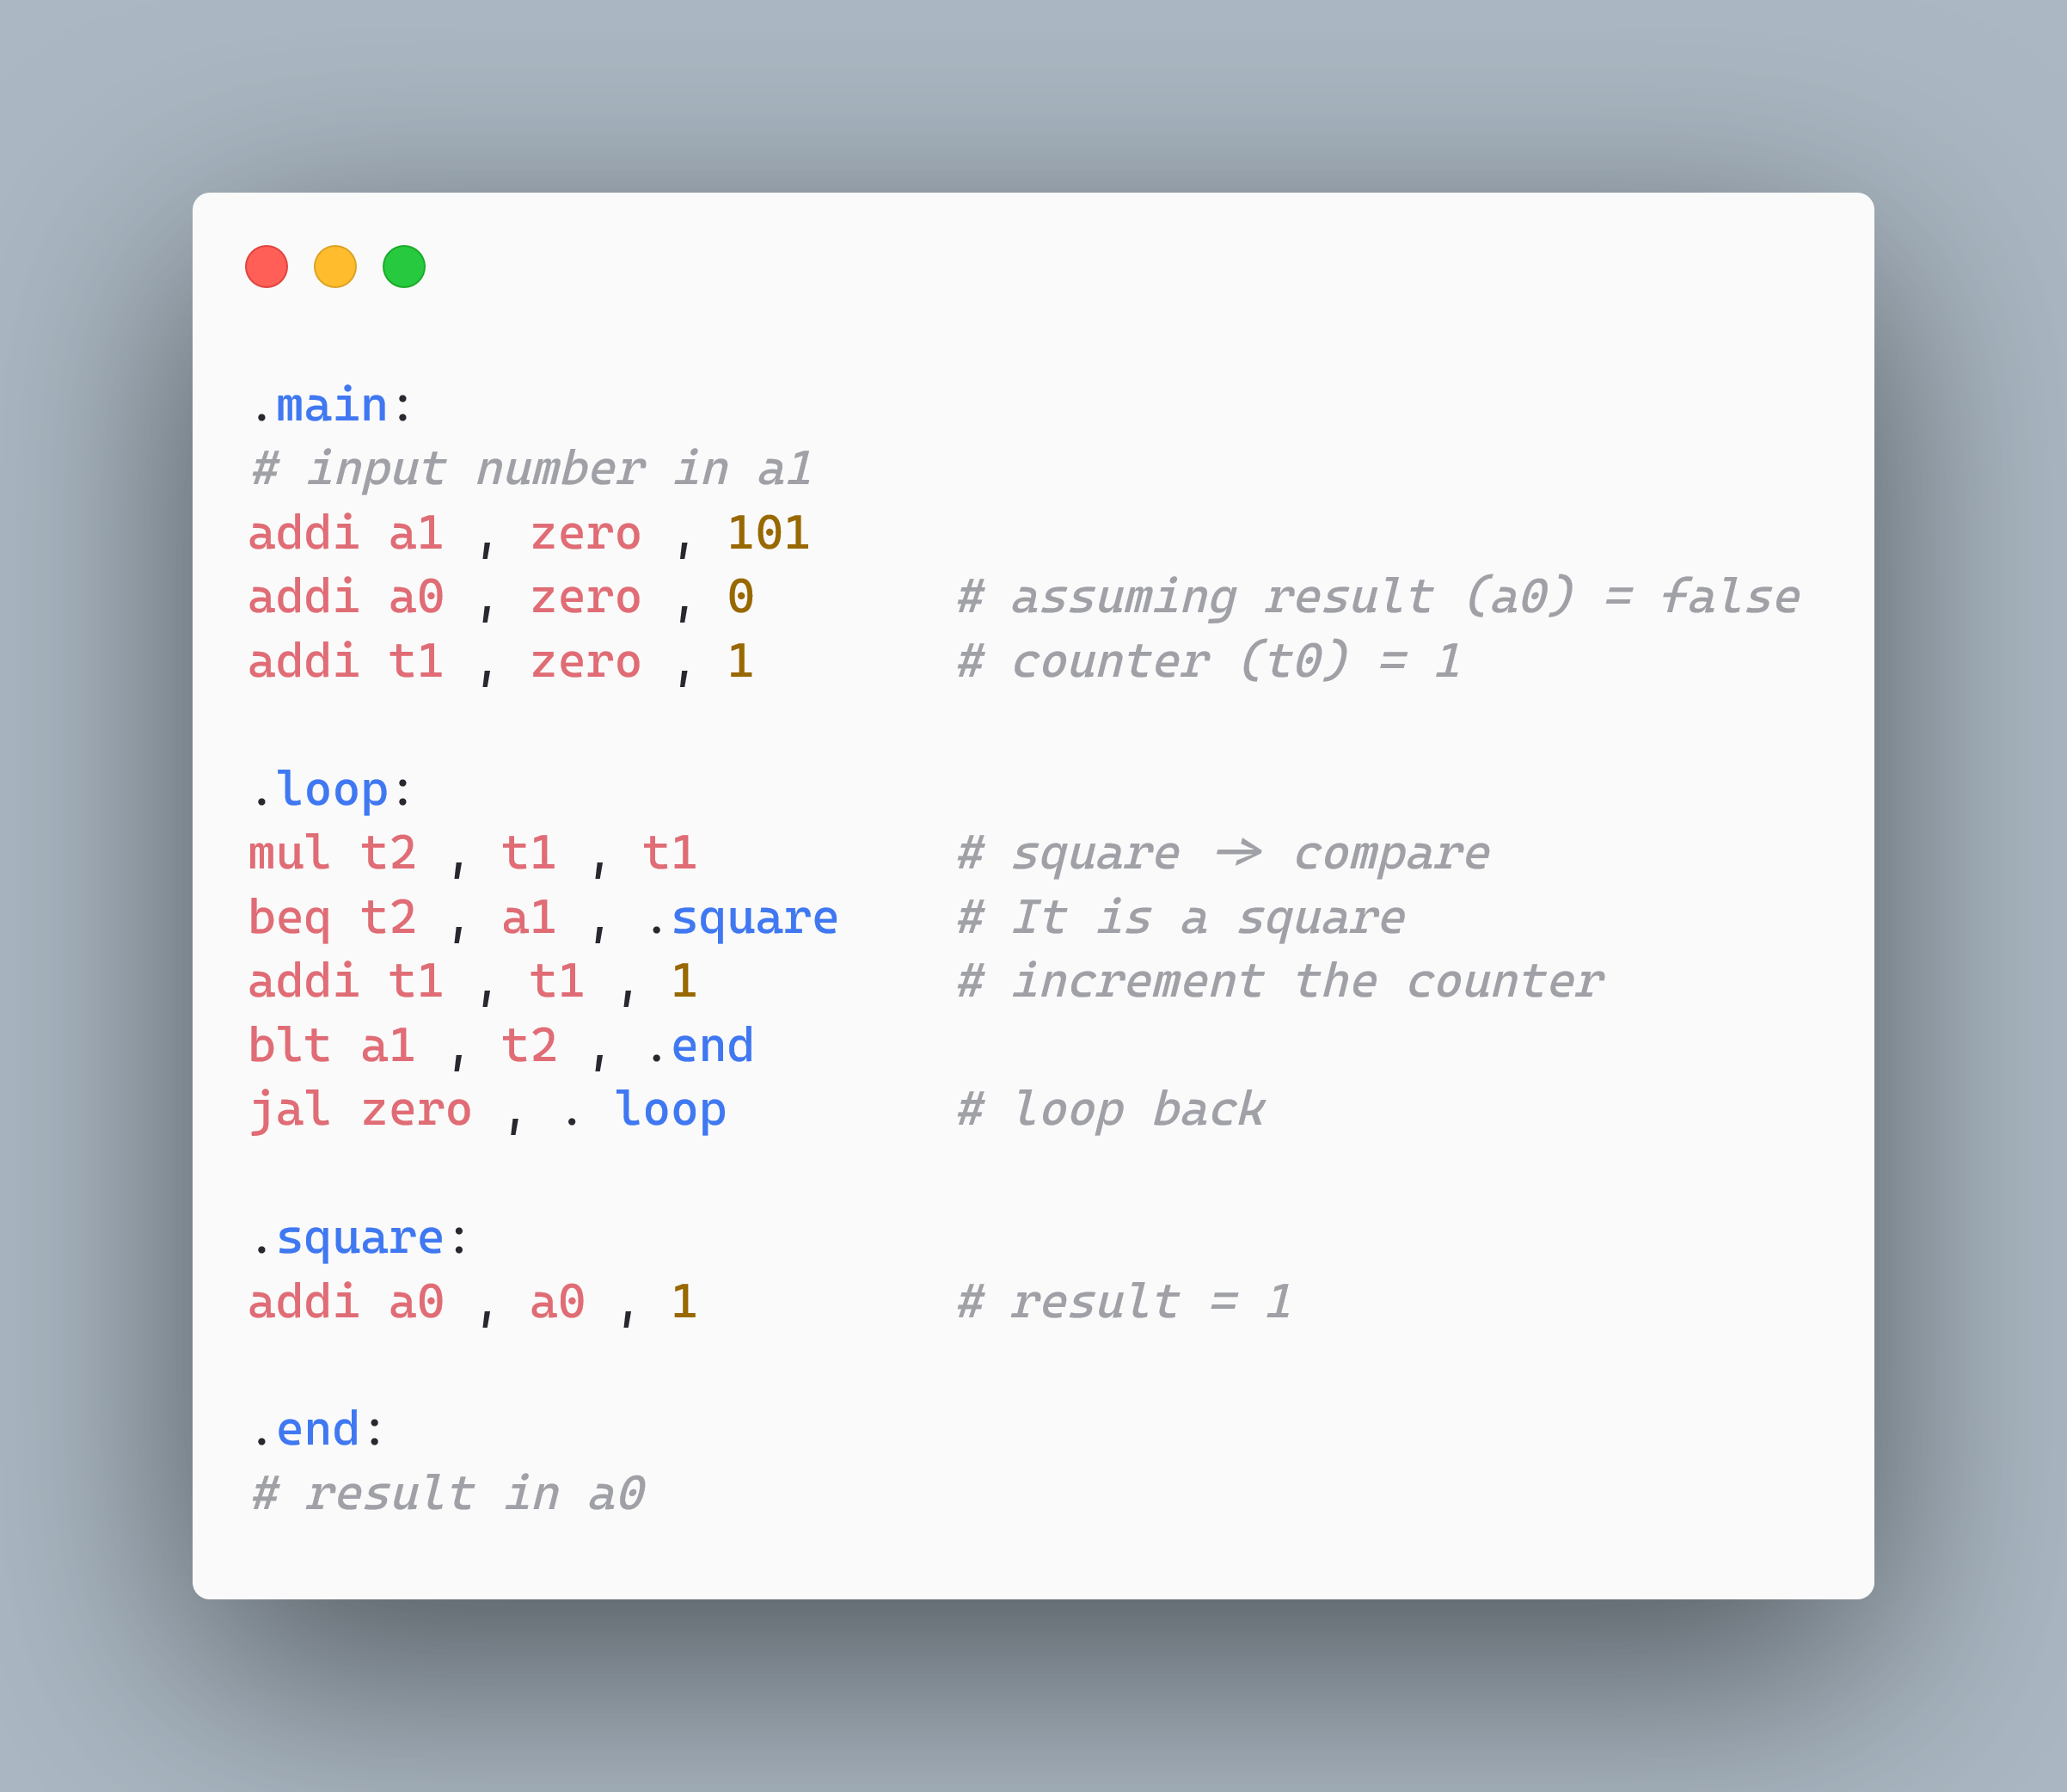 .main:
# input number in a1
addi a1 , zero , 101
addi a0 , zero , 0 # assuming result (a0) = false
addi t1 , zero , 1 # counter (t0) = 1
.loop:
mul t2 , t1 , t1 # square -> compare
beq t2 , a1 , .square # It is a square
addi t1 , t1 , 1 # increment the counter
blt a1 , t2 , .end
jal zero , . loop # loop back
.square:
addi a0 , a0 , 1 # result = 1
.end:
# result in a0